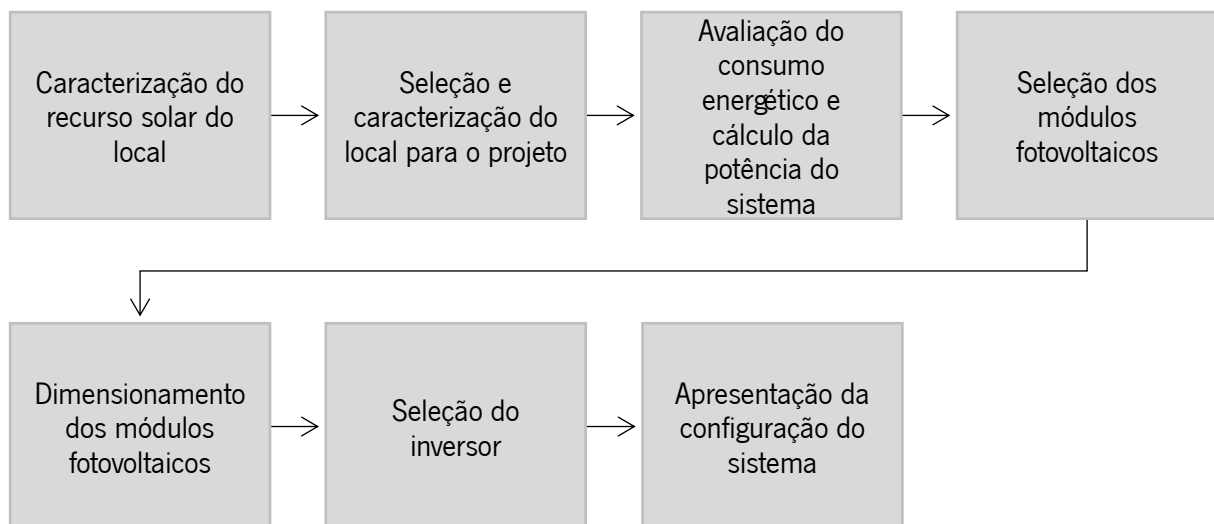 Caracterização do
recurso solar do
local
Seleção e
caracterização do
local para o projeto
Avaliação do
consumo
energético e
cálculo da
potência do
sistema
Seleção dos
módulos
fotovoltaicos
Dimensionamento
dos módulos
fotovoltaicos
Seleção do
inversor
Apresentação da
configuração do
sistema